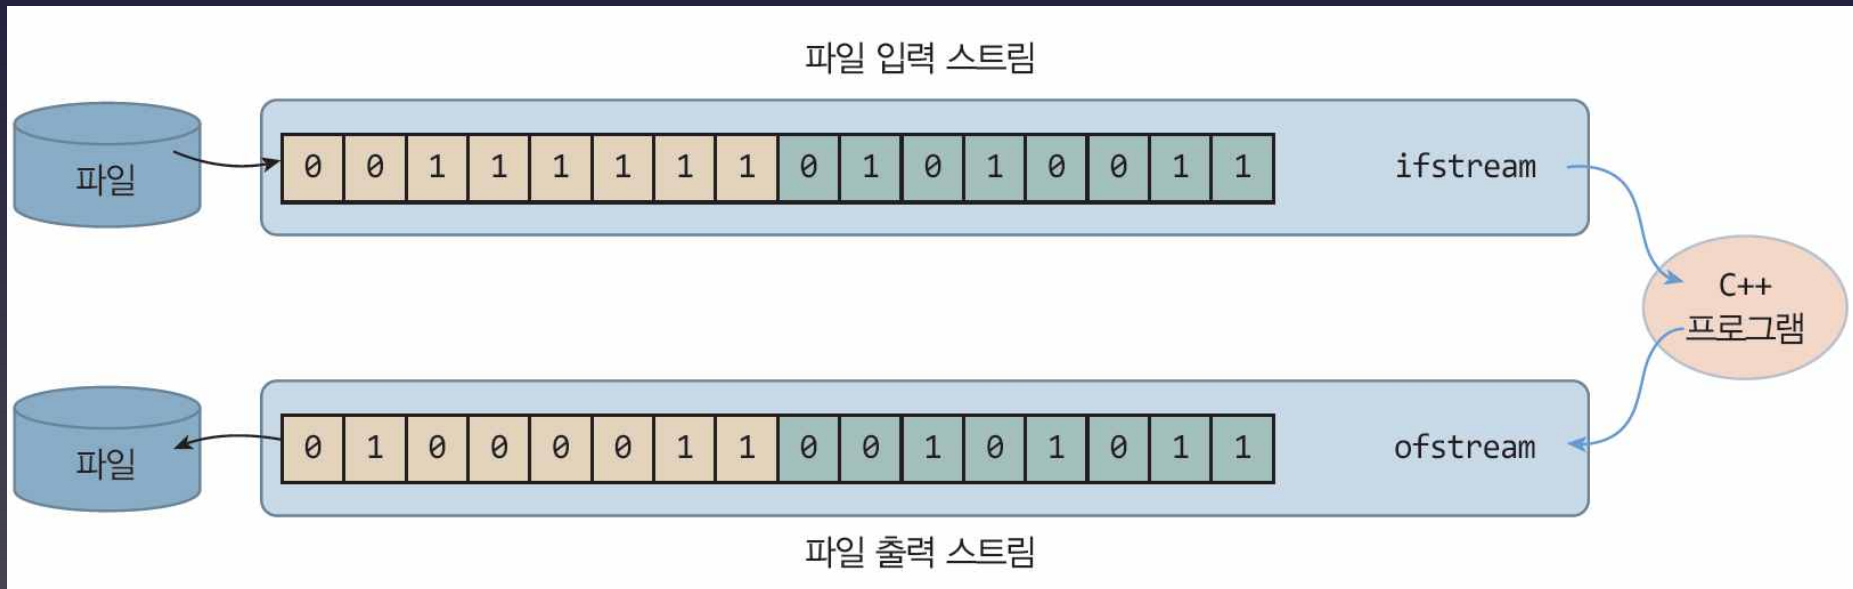 파일 입력 스트림
파일
0 0 1 1 1 1 1 1 0 1 0 1 0 0 1 1
ifstream
C++
프로그램
파일
0 1 0 0 0 0 1 1 0 0 1 0 1 0 1 1
ofstream
파일 출력 스트림